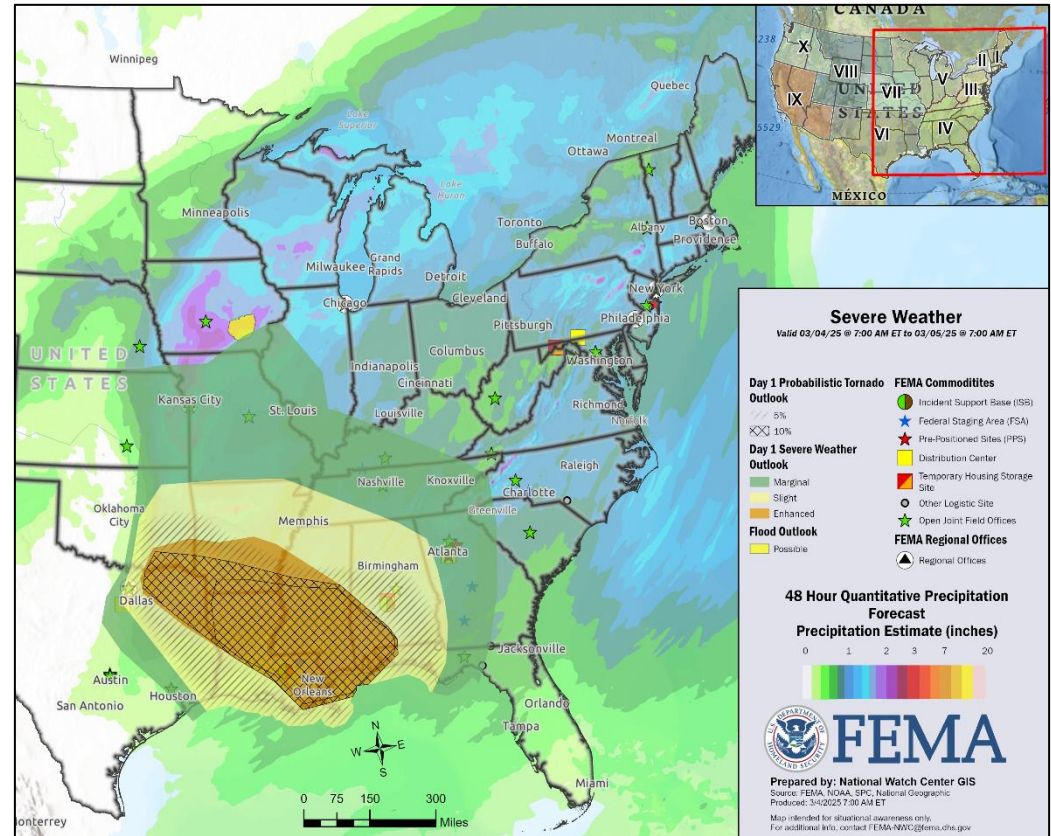 CANADA
238
X
VIII
VII
V
II
I
III
IX
UNITED
STATES
5529
VI
IV
MÉXICO
Winnipeg
Quebec
Lake
Superior
Montreal
Ottawa
Lake
Huron
Minneapolis
Toronto
Buffalo
Albany
Boston
Providence
Milwaukee
Grand
Rapids
Detroit
Chicago
Cleveland
New York
Pittsburgh
Philadelphia
UNITED
STATES
Columbus
Washington
Indianapolis
Cincinnati
Kansas City
St. Louis
Louisville
Richmond
Norfolk
Nashville
Knoxville
Raleigh
Charlotte
Greenville
Oklahoma
City
Memphis
Atlanta
Birmingham
Dallas
Jacksonville
Austin
Houston
New
Orleans
San Antonio
Orlando
Tampa
Miami
Monterrey
N
W E
S
0 75 150 300
Miles
Severe Weather
Valid 03/04/25 @ 7:00 AM ET to 03/05/25 @ 7:00 AM ET
Day 1 Probabilistic Tornado
Outlook
5%
10%
Day 1 Severe Weather
Outlook
Marginal
Slight
Enhanced
Flood Outlook
Possible
FEMA Commoditites
Incident Support Base (ISB)
Federal Staging Area (FSA)
Pre-Positioned Sites (PPS)
Distribution Center
Temporary Housing Storage
Site
Other Logistic Site
Open Joint Field Offices
FEMA Regional Offices
Regional Offices
48 Hour Quantitative Precipitation
Forecast
Precipitation Estimate (inches)
0 1 2 3 7 20
U.S. DEPARTMENT OF
HOMELAND SECURITY
FEMA
Prepared by: National Watch Center GIS
Source: FEMA, NOAA, SPC, National Geographic
Produced: 3/4/2025 7:00 AM ET
Map intended for situational awareness only.
For additional info, contact FEMA-NWC@fema.dhs.gov